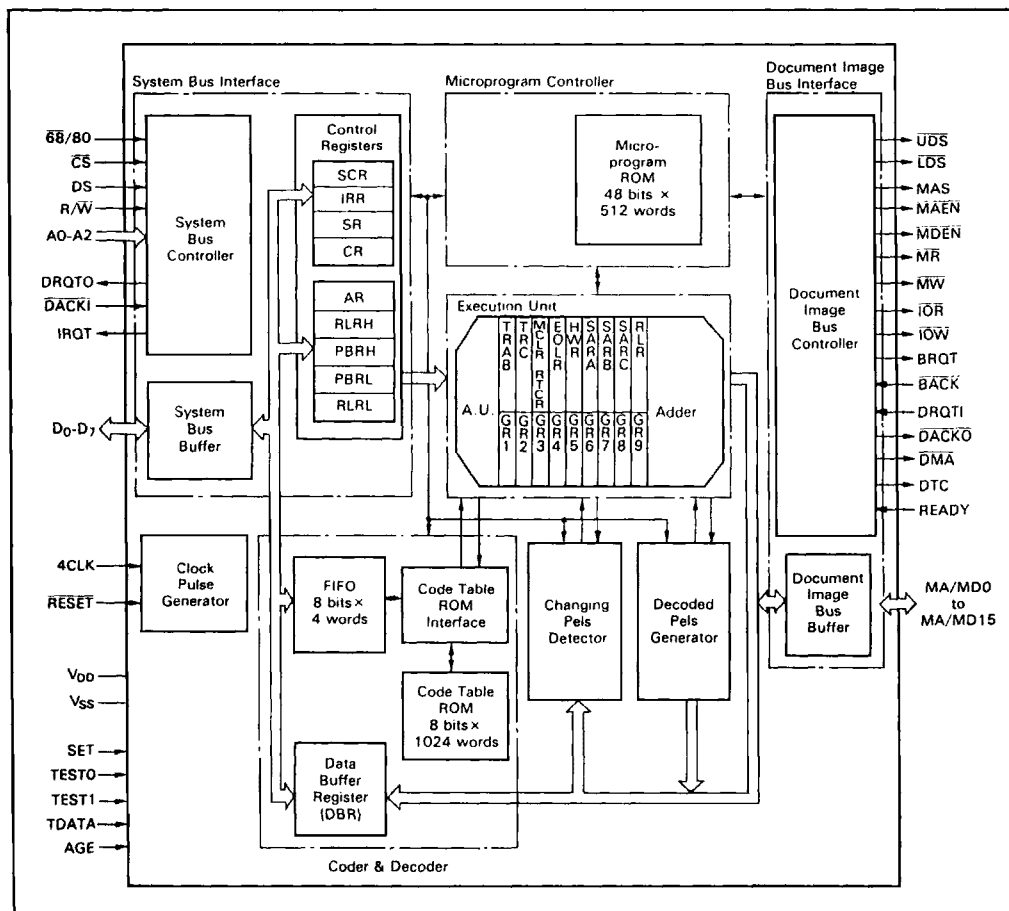 System Bus Interface
Microprogram Controller
Document Image
Bus Interface
68/80
CS
DS
R/W
A0-A2
DRQTO
DACKI
IRQT
D0-D7
System
Bus
Controller
System
Bus
Buffer
Control
Registers
SCR
IRR
SR
CR
AR
RLRH
PBRH
PBRL
RLRL
Micro-
program
ROM
48 bits ×
512 words
Execution Unit
A.U.
TRAB
TRC
MCLR RTCR
EOLR
HWR
SARA
SARB
SARC
RLR
GR1
GR2
GR3
GR4
GR5
GR6
GR7
GR8
GR9
Adder
Document
Image
Bus
Controller
UDS
LDS
MAS
MAEN
MDEN
MR
MW
IOR
IOW
BRQT
BACK
DRQTI
DACKO
DMA
DTC
READY
4CLK
RESET
Clock
Pulse
Generator
FIFO
8 bits ×
4 words
Code Table
ROM
Interface
Code Table
ROM
8 bits ×
1024 words
Changing
Pels
Detector
Decoded
Pels
Generator
Document
Image
Bus
Buffer
MA/MD0
to
MA/MD15
VDD
VSS
SET
TEST0
TEST1
TDATA
AGE
Data
Buffer
Register
(DBR)
Coder & Decoder